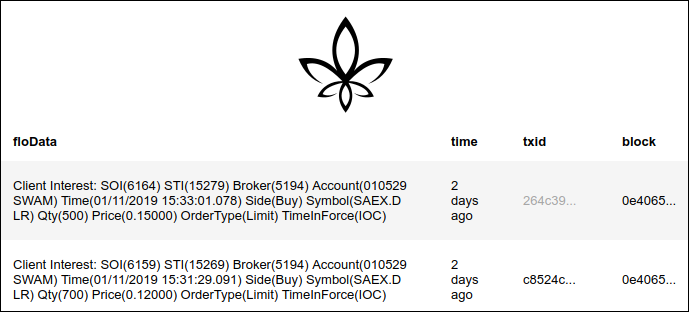 floData time txid block
Client Interest: SOI(6164) STI(15279) Broker(5194) Account(010529
SWAM) Time(01/11/2019 15:33:01.078) Side(Buy) Symbol(SAEX.D
LR) Qty(500) Price(0.15000) OrderType(Limit) TimeInForce(IOC)
2
days
ago
264c39...
0e4065...
Client Interest: SOI(6159) STI(15269) Broker(5194) Account(010529
SWAM) Time(01/11/2019 15:31:29.091) Side(Buy) Symbol(SAEX.D
LR) Qty(700) Price(0.12000) OrderType(Limit) TimeInForce(IOC)
2
days
ago
c8524c...
0e4065...